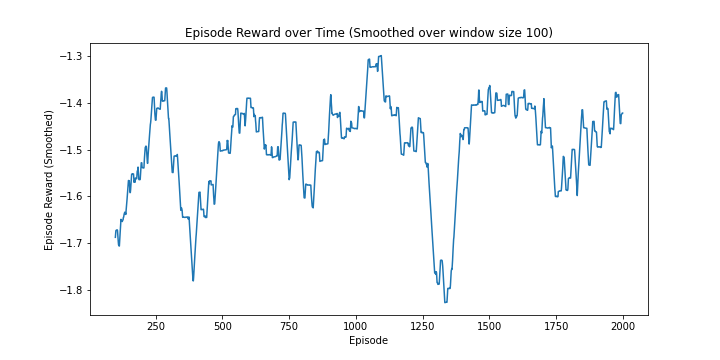 Episode Reward over Time (Smoothed over window size 100)
Episode Reward (Smoothed)
−1.3
−1.4
−1.5
−1.6
−1.7
−1.8
250 500 750 1000 1250 1500 1750 2000
Episode